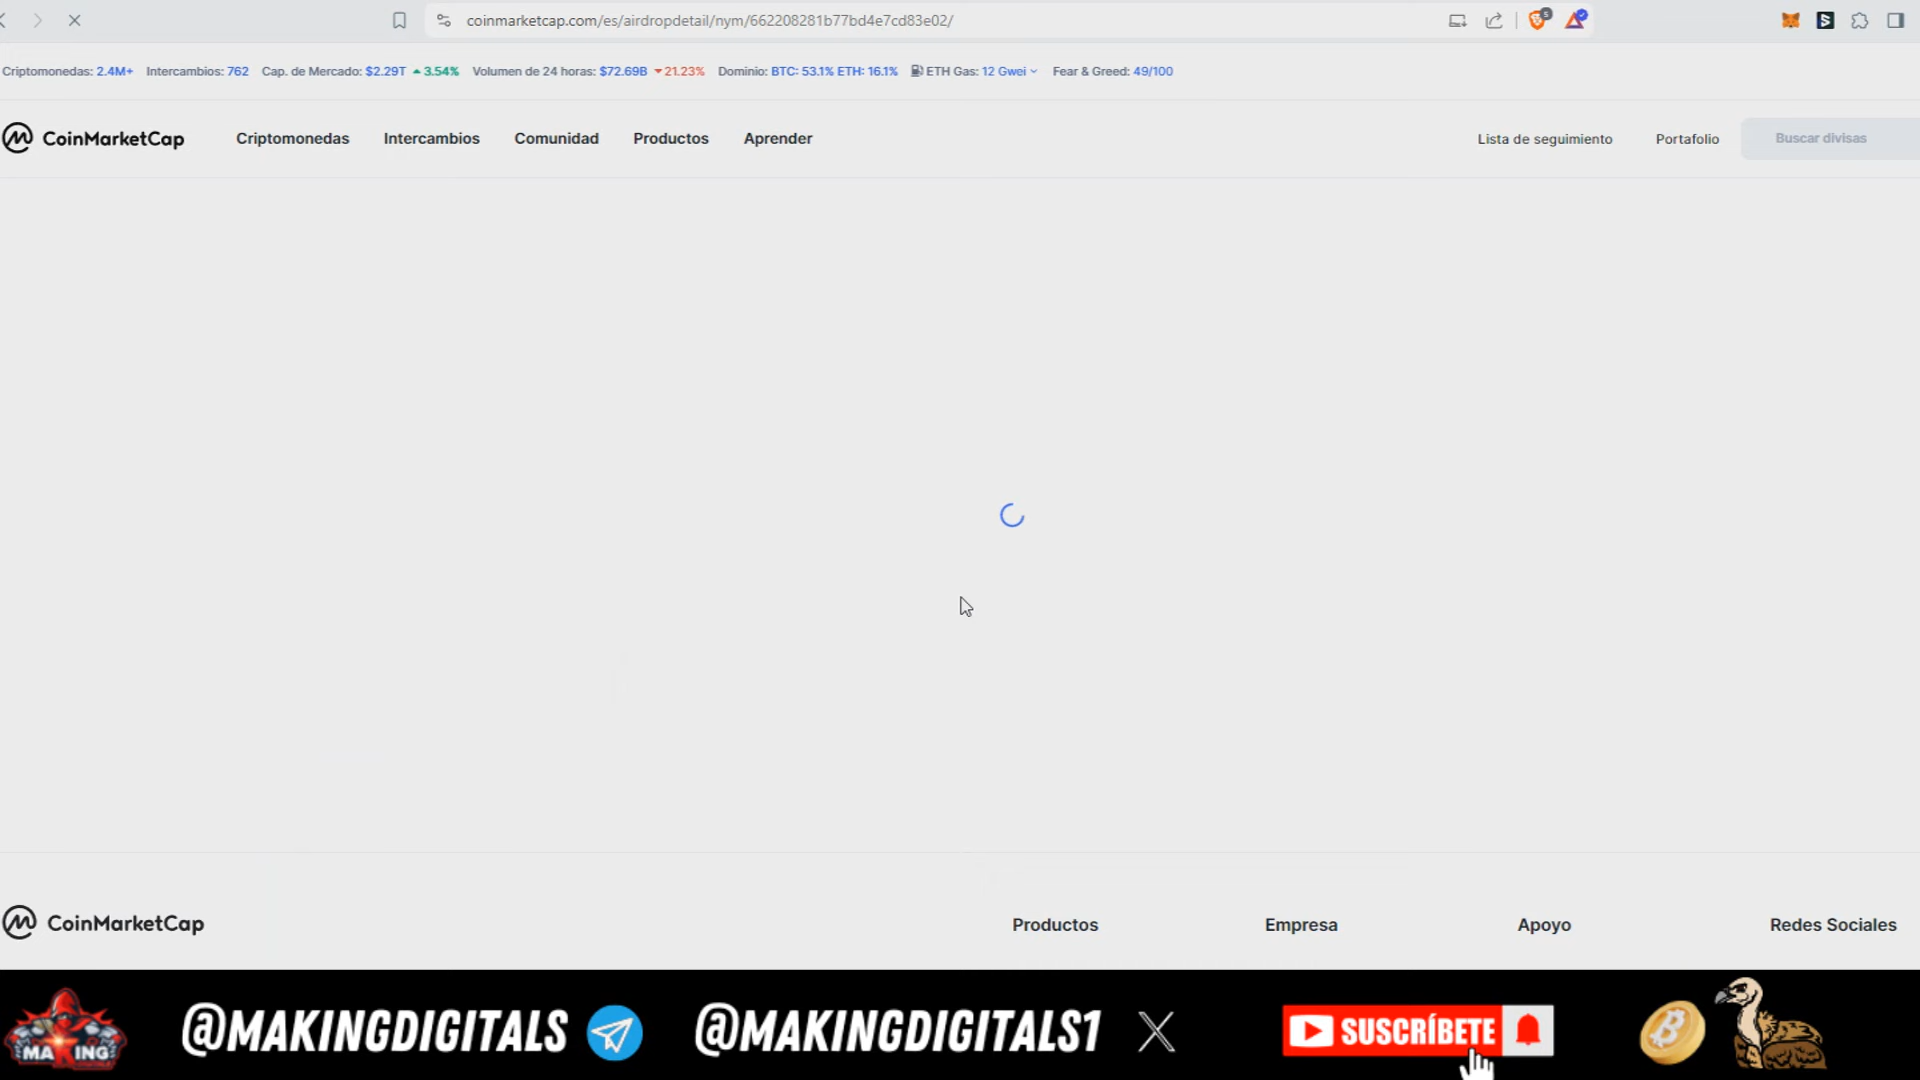 coinmarketcap.com/es/airdropdetail/nym/662208281b77bd4e7cd83e02/
5
Criptomonedas: 2.4M+ Intercambios: 762 Cap. de Mercado: $2.29T 3.54% Volumen de 24 horas: $72.69B 21.23% Dominio: BTC: 53.1% ETH: 16.1% ETH Gas: 12 Gwei Fear & Greed: 49/100
CoinMarketCap Criptomonedas Intercambios Comunidad Productos Aprender Lista de seguimiento Portafolio Buscar divisas
CoinMarketCap Productos Empresa Apoyo Redes Sociales
MAKING @MAKINGDIGITALS @MAKINGDIGITALS1 X SUSCRÍBETE